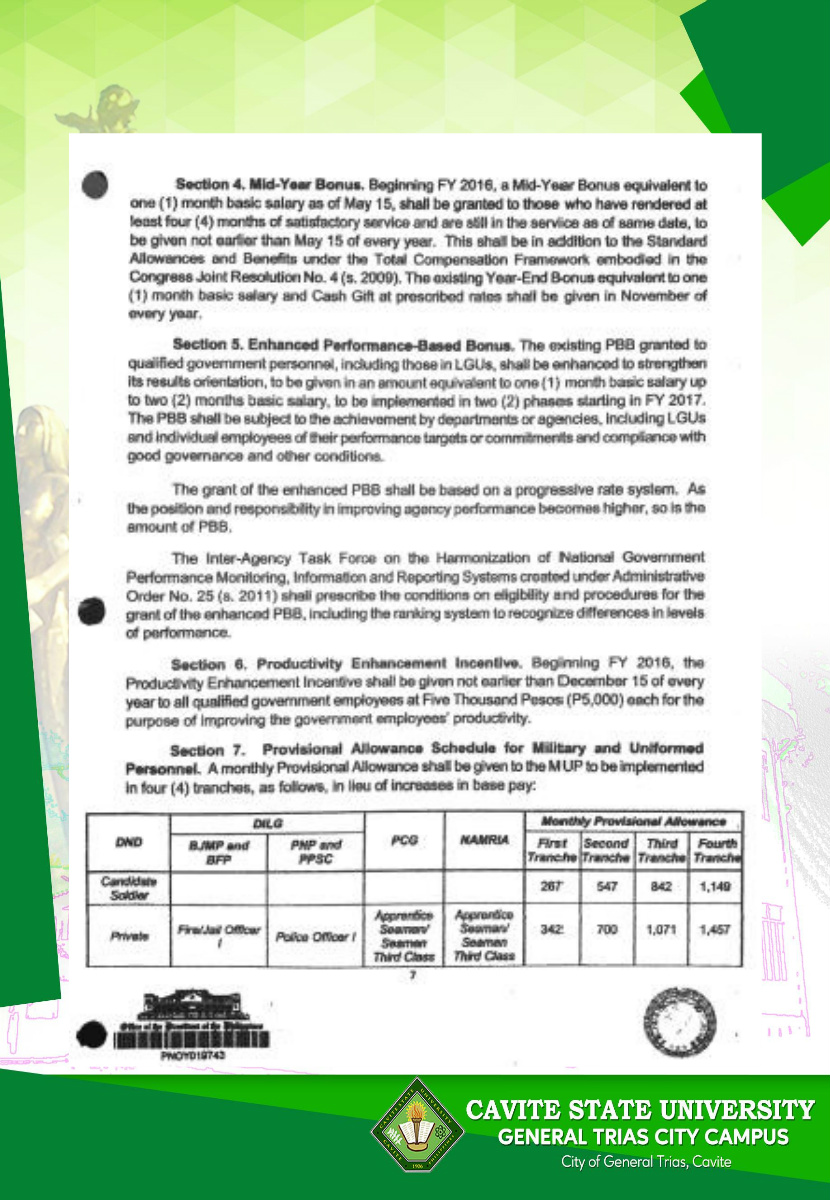 Section 4. Mid-Year Bonus. Beginning FY 2016, a Mid-Year Bonus equivalent to
one (1) month basic salary as of May 15, shall be granted to those who have rendered at
least four (4) months of satisfactory service and are still in the service as of same date, to
be given not earlier than May 15 of every year. This shall be in addition to the Standard
Allowances and Benefits under the Total Compensation Framework embodied in the
Congress Joint Resolution No. 4 (s. 2009). The existing Year-End Bonus equivalent to one
(1) month basic salary and Cash Gift at prescribed rates shall be given in November of
every year.
Section 5. Enhanced Performance-Based Bonus. The existing PBB granted to
qualified government personnel, including those in LGUs, shall be enhanced to strengthen
its results orientation, to be given in an amount equivalent to one (1) month basic salary up
to two (2) months basic salary, to be implemented in two (2) phases starting in FY 2017.
The PBB shall be subject to the achievement by departments or agencies, including LGUs
and individual employees of their performance targets or commitments and compliance with
good governance and other conditions.
The grant of the enhanced PBB shall be based on a progressive rate system. As
the position and responsibility in improving agency performance becomes higher, so is the
amount of PBB.
The Inter-Agency Task Force on the Harmonization of National Government
Performance Monitoring, Information and Reporting Systems created under Administrative
Order No. 25 (s. 2011) shall prescribe the conditions on eligibility and procedures for the
grant of the enhanced PBB, including the ranking system to recognize differences in levels
of performance.
Section 6. Productivity Enhancement Incentive. Beginning FY 2016, the
Productivity Enhancement Incentive shall be given not earlier than December 15 of every
year to all qualified government employees at Five Thousand Pesos (P5,000) each for the
purpose of improving the government employees' productivity.
Section 7. Provisional Allowance Schedule for Military and Uniformed
Personnel. A monthly Provisional Allowance shall be given to the MUP to be implemented
in four (4) tranches, as follows, in lieu of increases in base pay:
DND DILG PCG NAMRIA Monthly Provisional Allowance
BJMP and BFP PNP and PPSC First Tranche Second Tranche Third Tranche Fourth Tranche
Candidate Soldier 267 547 842 1,149
Private Fire/Jail Officer I Police Officer I Apprentice Seaman/ Seaman Third Class Apprentice Seaman/ Seaman Third Class 342 700 1,071 1,457
7
Office of the President of the Philippines
PNOY019743
CAVITE STATE UNIVERSITY
GENERAL TRIAS CITY CAMPUS
City of General Trias, Cavite
1906